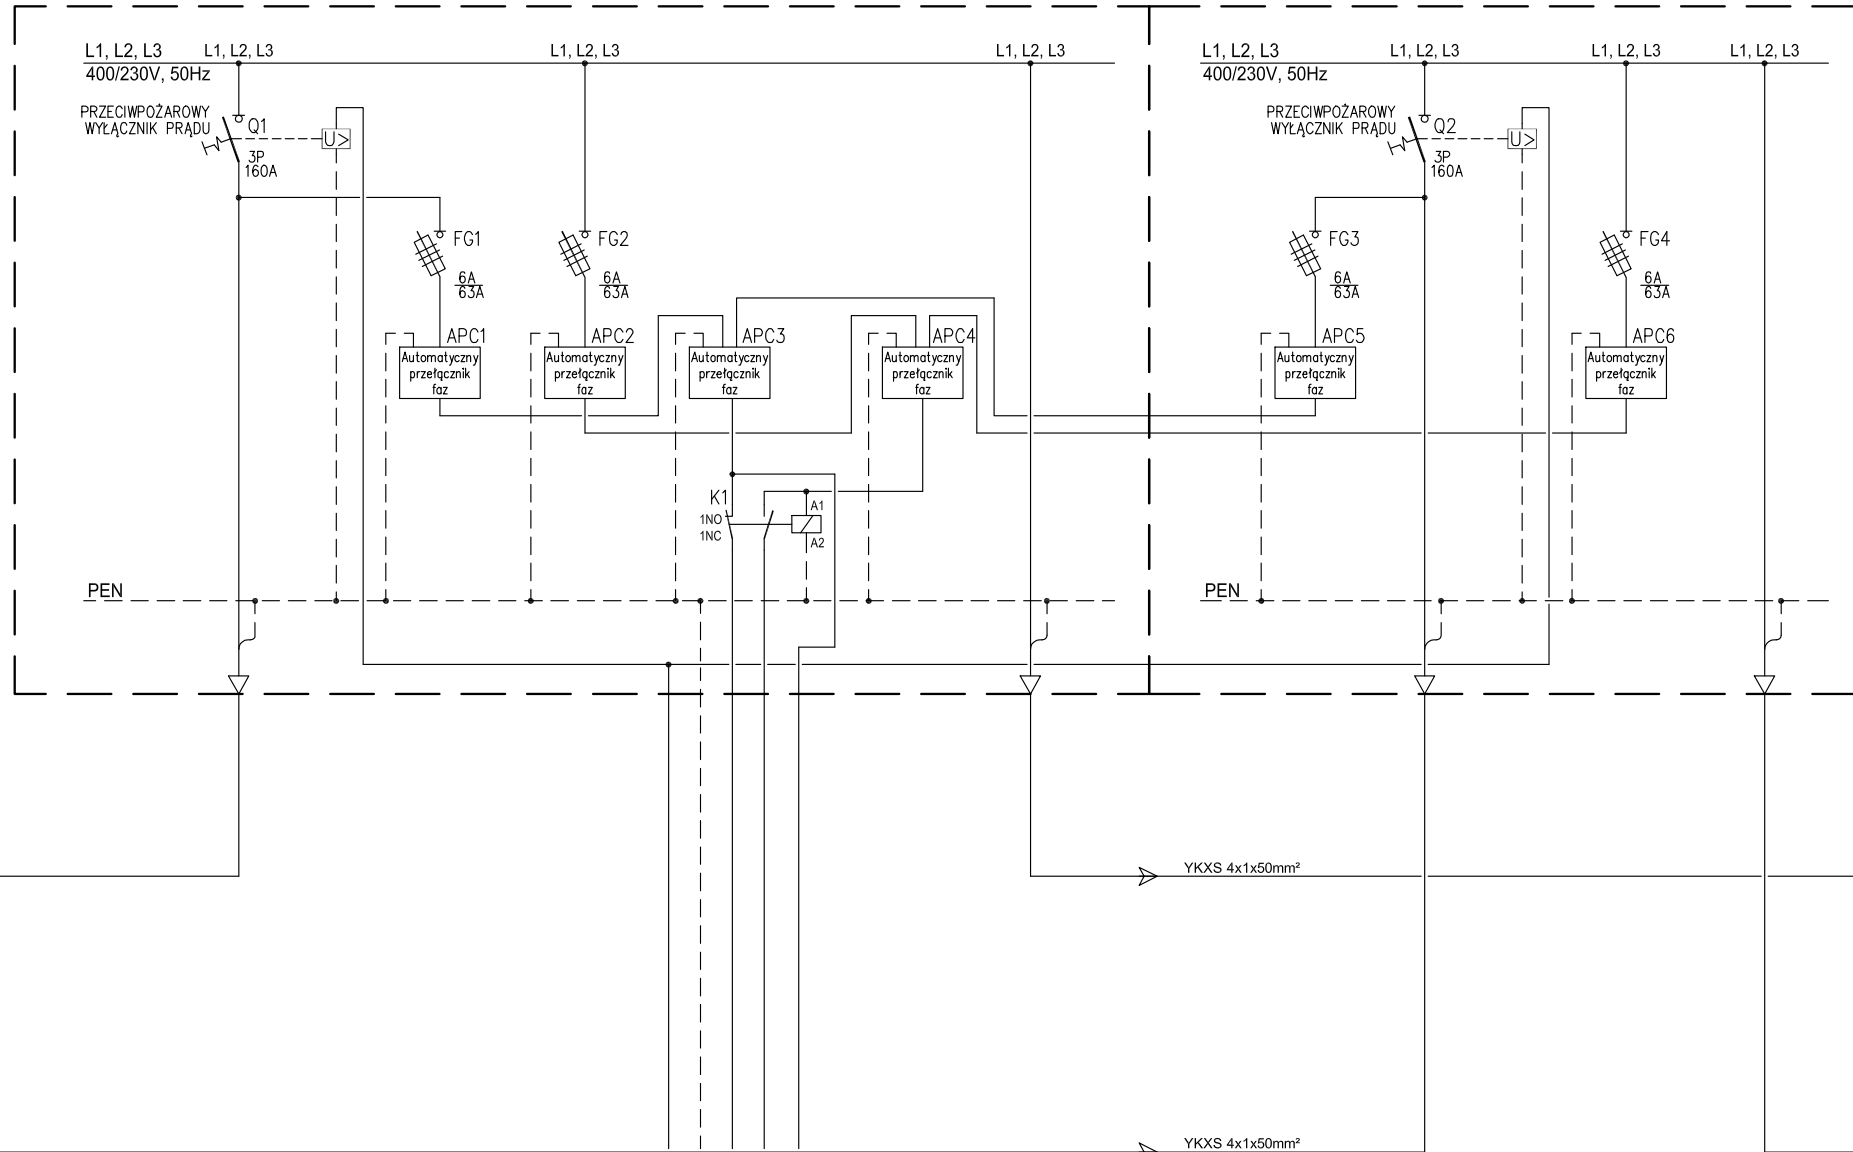 L1, L2, L3
L1, L2, L3
L1, L2, L3
L1, L2, L3
400/230V, 50Hz
PRZECIWPOŻAROWY
WYŁĄCZNIK PRĄDU
Q1
3P
160A
U>
FG1
6A
63A
FG2
6A
63A
APC1
Automatyczny
przełącznik
faz
APC2
Automatyczny
przełącznik
faz
APC3
Automatyczny
przełącznik
faz
APC4
Automatyczny
przełącznik
faz
K1
1NO
1NC
A1
A2
PEN
L1, L2, L3
L1, L2, L3
L1, L2, L3
L1, L2, L3
400/230V, 50Hz
PRZECIWPOŻAROWY
WYŁĄCZNIK PRĄDU
Q2
3P
160A
U>
FG3
6A
63A
FG4
6A
63A
APC5
Automatyczny
przełącznik
faz
APC6
Automatyczny
przełącznik
faz
PEN
YKXS 4x1x50mm²
YKXS 4x1x50mm²